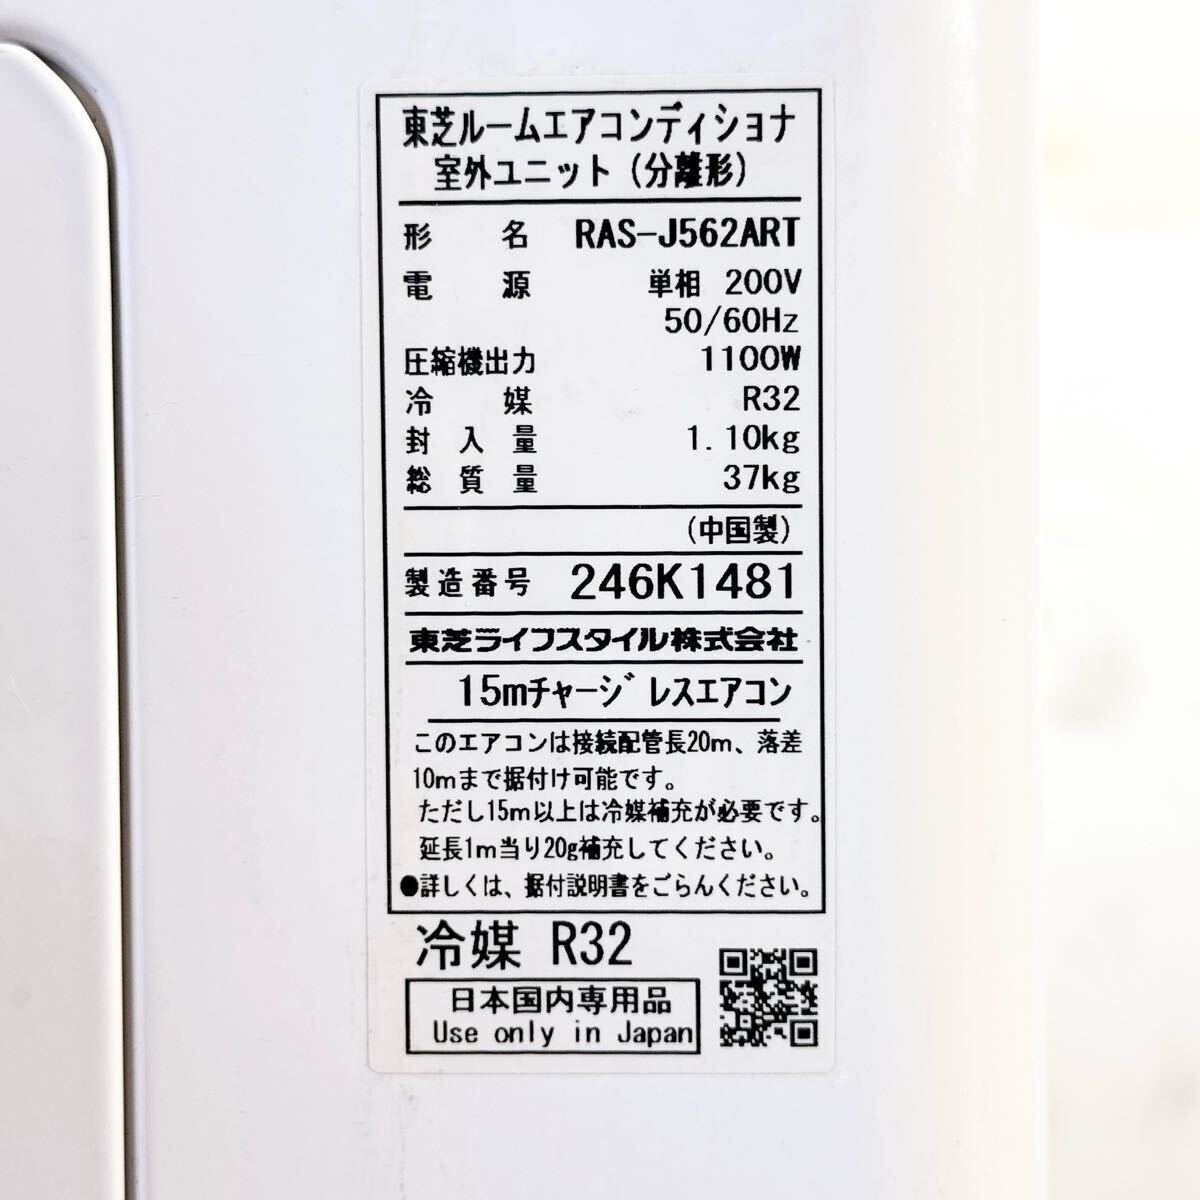 東芝ルームエアコンディショナ
室外ユニット（分離形）
形名 RAS-J562ART
電源 単相 200V
50/60Hz
圧縮機出力 1100W
冷媒 R32
封入量 1.10kg
総質量 37kg
（中国製）
製造番号 246K1481
東芝ライフスタイル株式会社
15mチャージレスエアコン
このエアコンは接続配管長20m、落差
10mまで据付け可能です。
ただし15m以上は冷媒補充が必要です。
延長1m当り20g補充してください。
●詳しくは、据付説明書をごらんください。
冷媒 R32
日本国内専用品
Use only in Japan